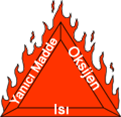 Yanıcı Madde
Oksijen
Isı